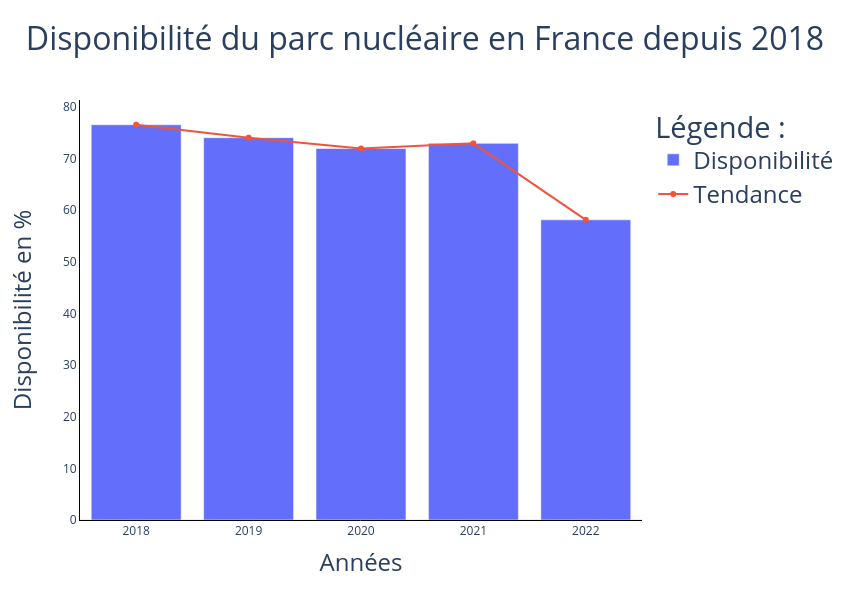 Disponibilité du parc nucléaire en France depuis 2018
Légende :
Disponibilité
Tendance
Disponibilité en %
80
70
60
50
40
30
20
10
0
2018
2019
2020
2021
2022
Années